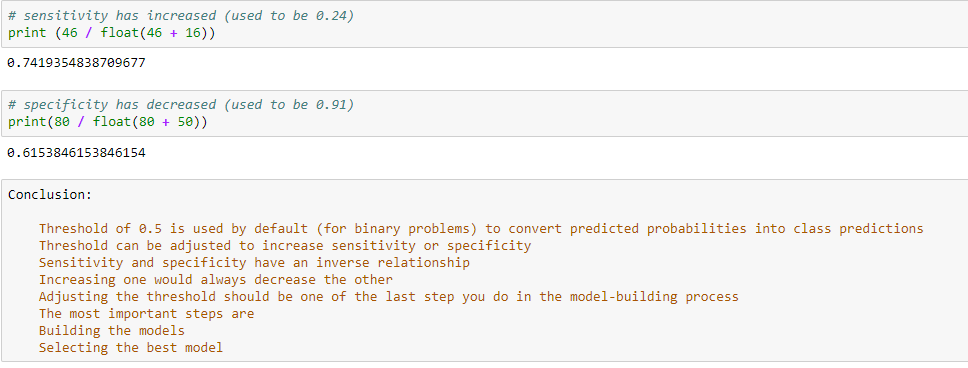 # sensitivity has increased (used to be 0.24)
print (46 / float(46 + 16))
0.7419354838709677
# specificity has decreased (used to be 0.91)
print(80 / float(80 + 50))
0.6153846153846154
Conclusion:
Threshold of 0.5 is used by default (for binary problems) to convert predicted probabilities into class predictions
Threshold can be adjusted to increase sensitivity or specificity
Sensitivity and specificity have an inverse relationship
Increasing one would always decrease the other
Adjusting the threshold should be one of the last step you do in the model-building process
The most important steps are
Building the models
Selecting the best model